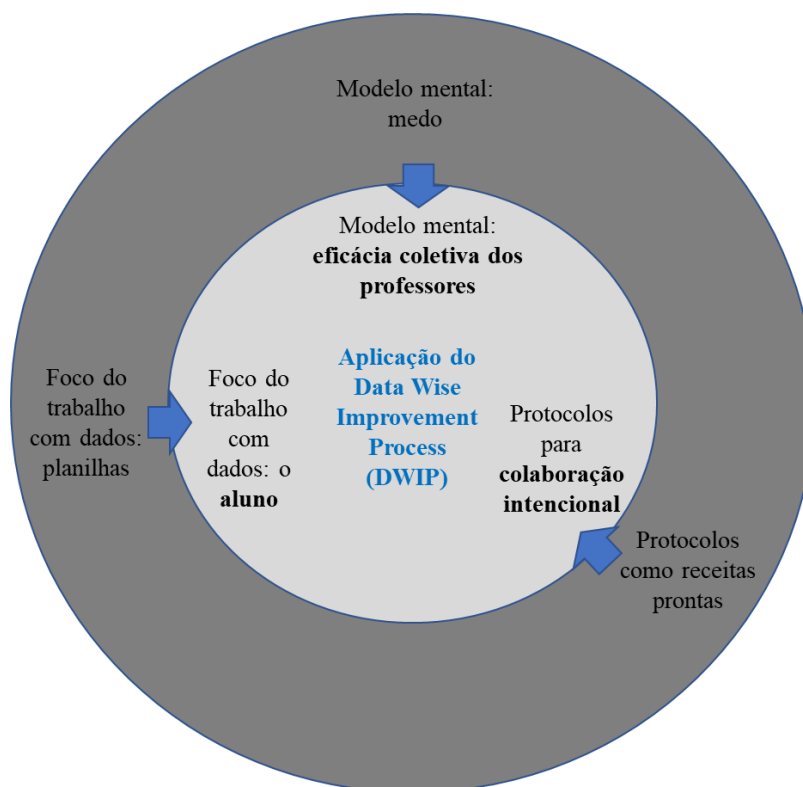 Modelo mental:
medo
Modelo mental:
eficácia coletiva dos
professores
Foco do
trabalho
com dados:
planilhas
Foco do
trabalho
com
dados: o
aluno
Aplicação do
Data Wise
Improvement
Process
(DWIP)
Protocolos
para
colaboração
intencional
Protocolos
como receitas
prontas